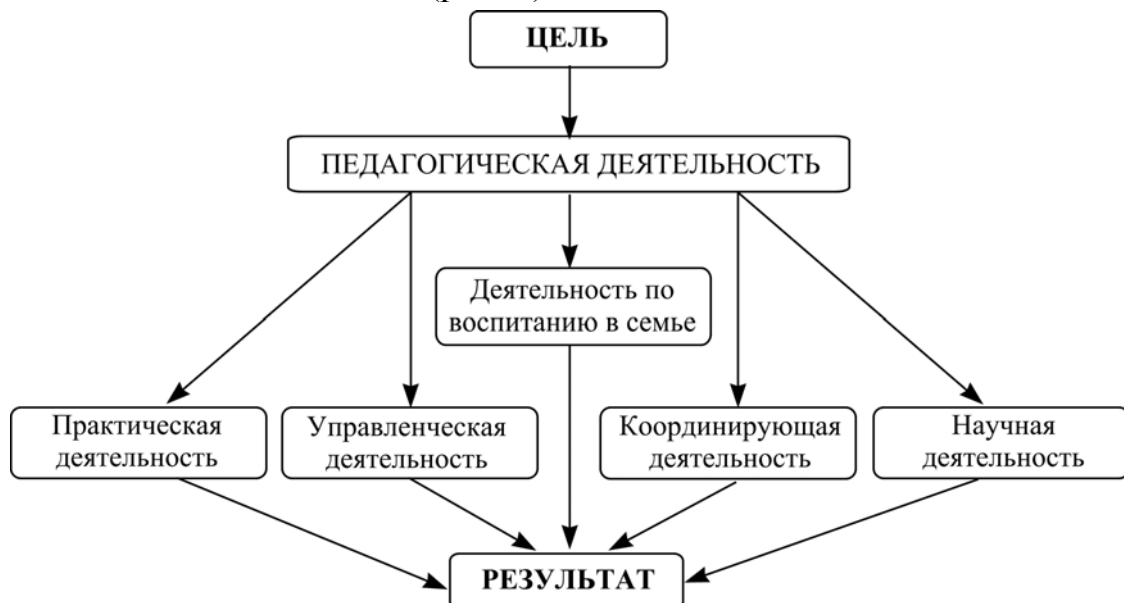 ЦЕЛЬ
ПЕДАГОГИЧЕСКАЯ ДЕЯТЕЛЬНОСТЬ
Деятельность по
воспитанию в семье
Практическая
деятельность
Управленческая
деятельность
Координирующая
деятельность
Научная
деятельность
РЕЗУЛЬТАТ